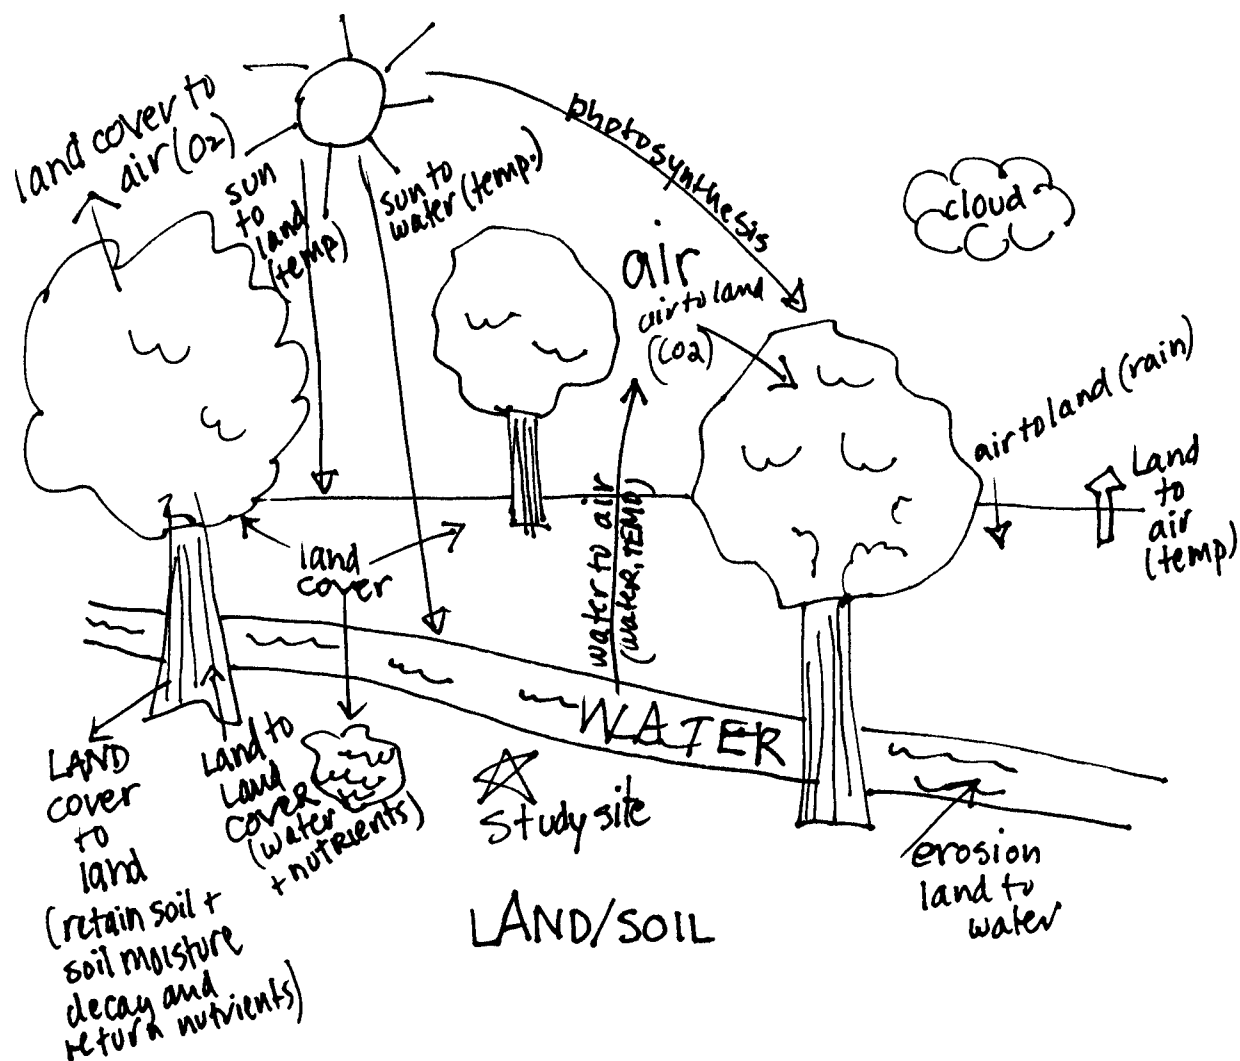 land cover to
air (O2)
sun
to
land
(temp)
sun to
water (temp.)
photosynthesis
cloud
air
air to land
(CO2)
air to land (rain)
Land
to
air
(temp)
land
cover
water to air
(water, TEMP)
WATER
LAND
cover
to
land
(retain soil +
soil moisture
decay and
return nutrients)
Land to
Land
COVER
(water
+ nutRients)
Study site
erosion
land to
water
LAND/SOIL